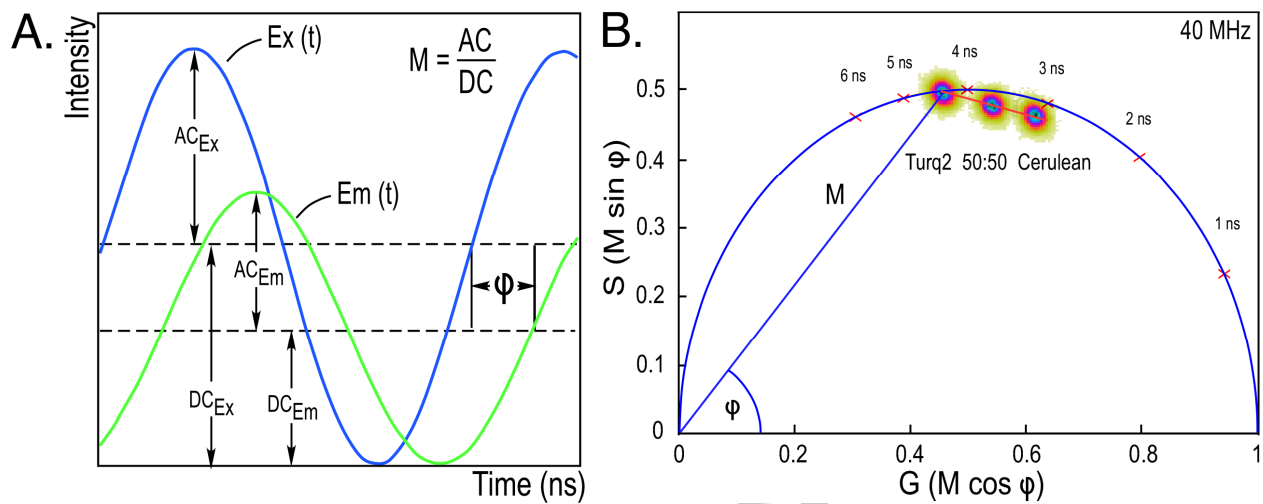 A.
Intensity
Ex (t)
M = AC
DC
AC Ex
Em (t)
AC Em
φ
DC Ex
DC Em
Time (ns)
B.
40 MHz
S (M sin φ)
0.5
0.4
0.3
0.2
0.1
0
6 ns
5 ns
4 ns
3 ns
2 ns
1 ns
Turq2 50:50 Cerulean
M
φ
0 0.2 0.4 0.6 0.8 1
G (M cos φ)